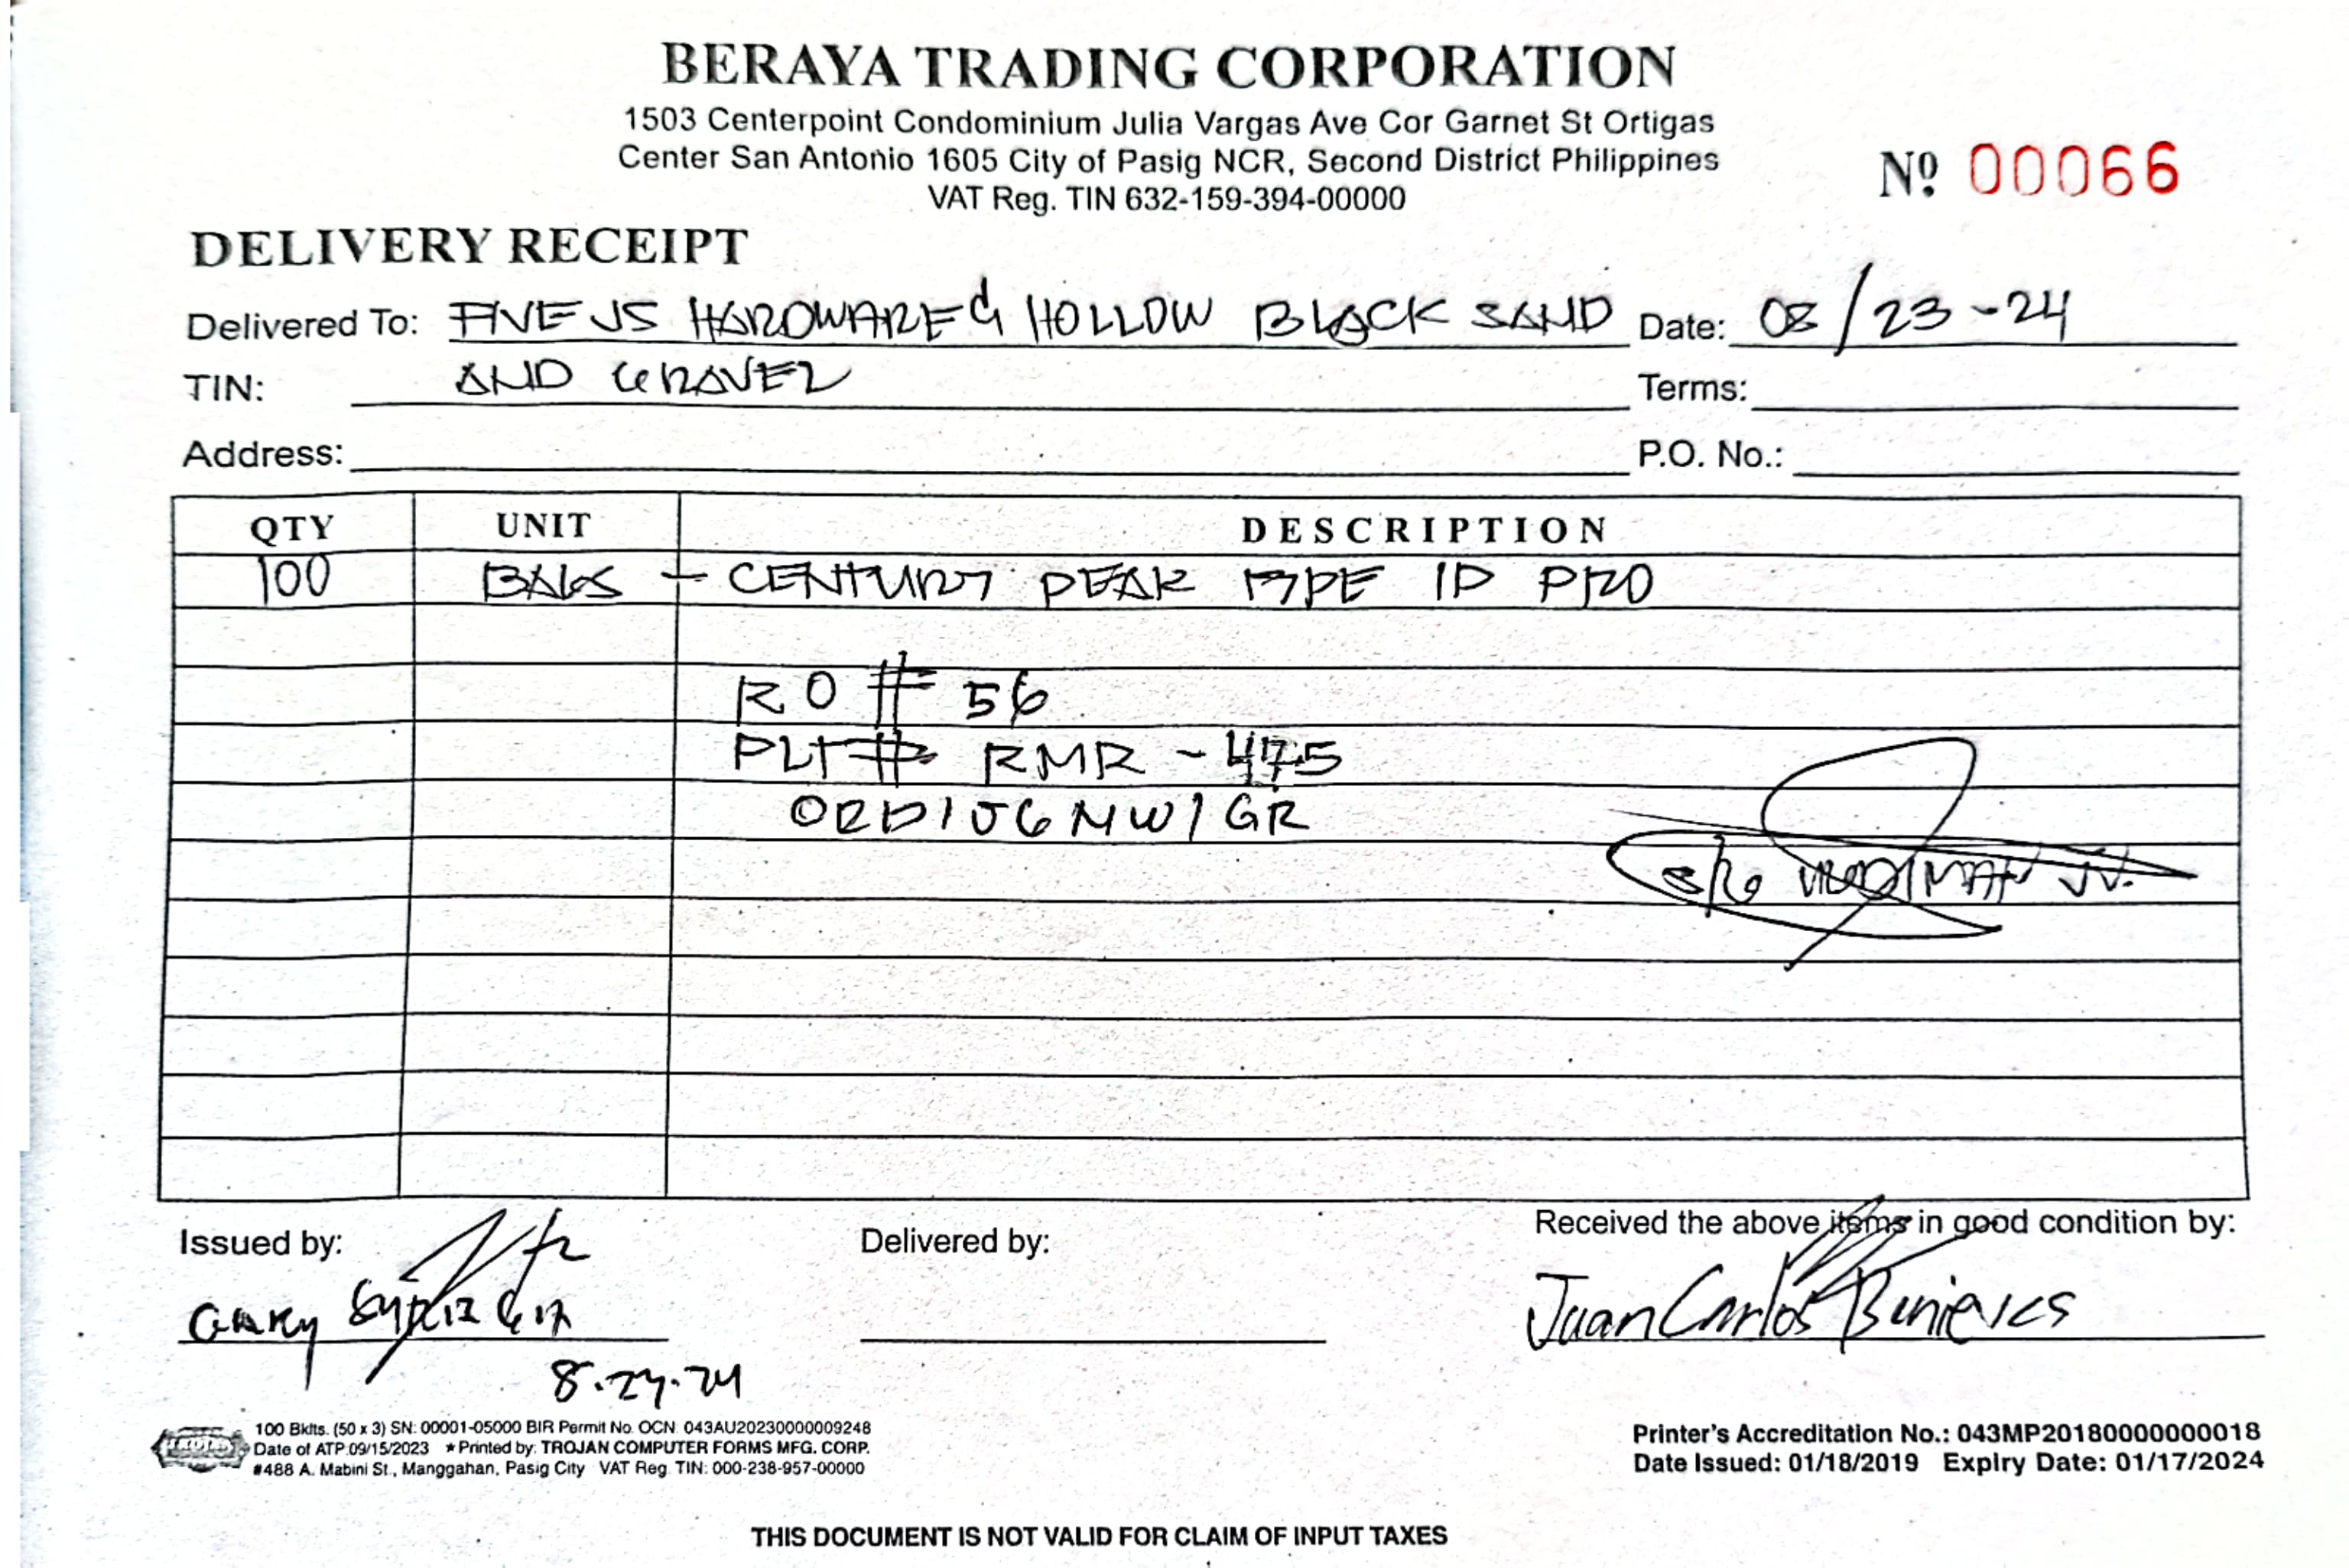 BERAYA TRADING CORPORATION
1503 Centerpoint Condominium Julia Vargas Ave Cor Garnet St Ortigas
Center San Antonio 1605 City of Pasig NCR, Second District Philippines
VAT Reg. TIN 632-159-394-00000
Nº 00066
DELIVERY RECEIPT
Delivered To: FIVE JS HARDWARE & HOLLOW BLOCK SAND Date: 08/23-24
TIN: AND GRAVEL Terms:
Address: P.O. No.:
QTY UNIT DESCRIPTION
100 BAGS - CENTURY PEAK TYPE 1P PRO
RO # 56
PLT # RMR - 475
JV.
Issued by: Delivered by: Received the above items in good condition by:
Gary Juan Carlos
8.24.24
100 Bklts. (50 x 3) SN: 00001-05000 BIR Permit No. OCN: 043AU20230000009248
Date of ATP:09/15/2023 ★Printed by: TROJAN COMPUTER FORMS MFG. CORP.
#488 A. Mabini St., Manggahan, Pasig City VAT Reg. TIN: 000-238-957-00000
TROJAN
Printer's Accreditation No.: 043MP20180000000018
Date Issued: 01/18/2019 Expiry Date: 01/17/2024
THIS DOCUMENT IS NOT VALID FOR CLAIM OF INPUT TAXES